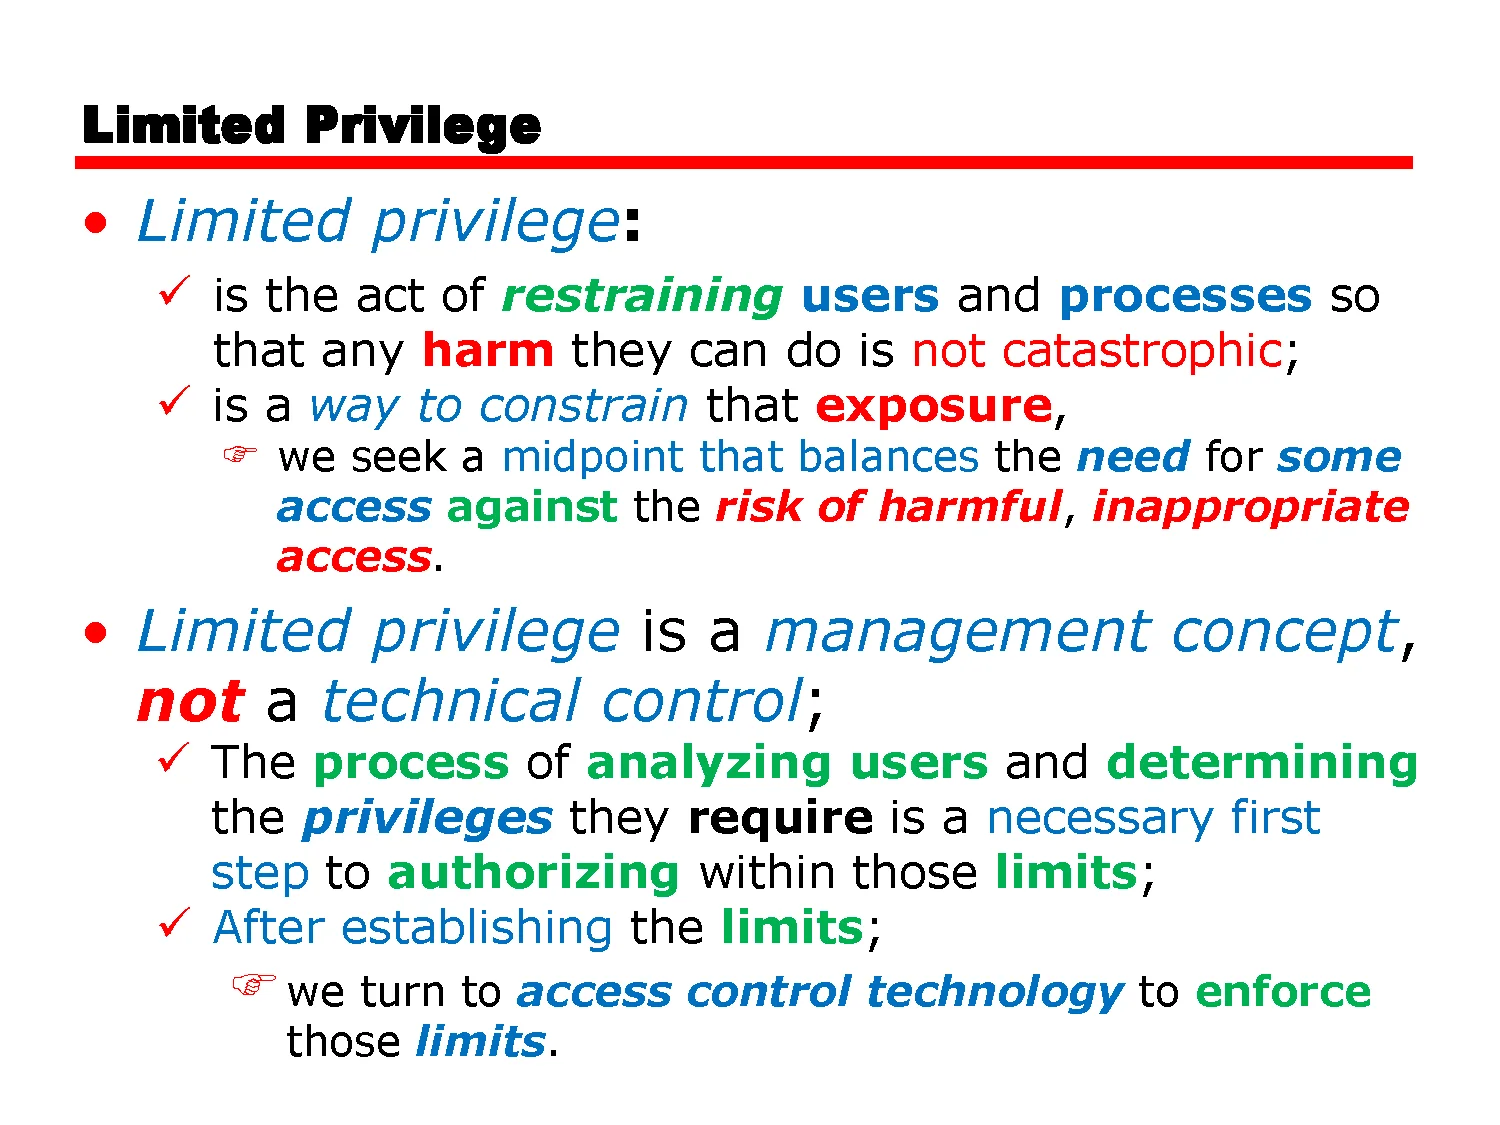 Limited Privilege
• Limited privilege:
✓ is the act of restraining users and processes so
that any harm they can do is not catastrophic;
✓ is a way to constrain that exposure,
☞ we seek a midpoint that balances the need for some
access against the risk of harmful, inappropriate
access.
• Limited privilege is a management concept,
not a technical control;
✓ The process of analyzing users and determining
the privileges they require is a necessary first
step to authorizing within those limits;
✓ After establishing the limits;
☞ we turn to access control technology to enforce
those limits.